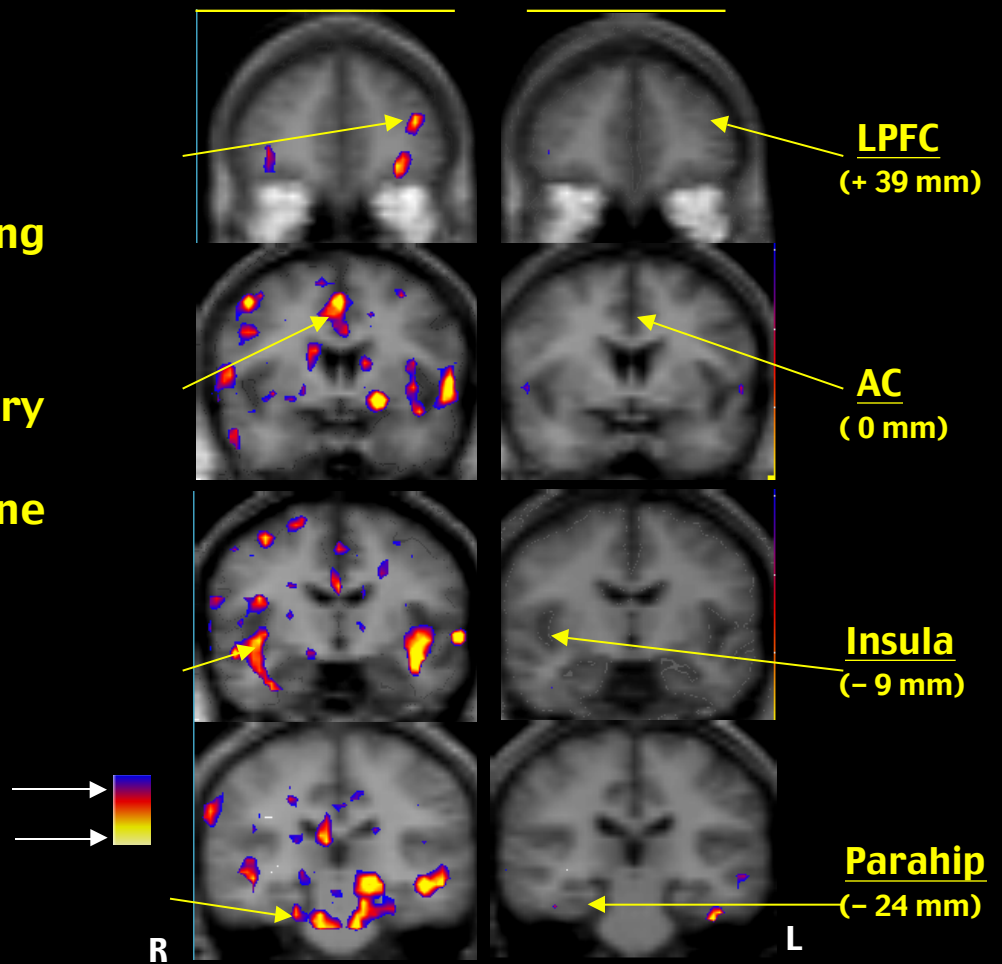 LPFC
(+ 39 mm)
ng
AC
( 0 mm)
ry
ne
Insula
(– 9 mm)
Parahip
(– 24 mm)
R
L